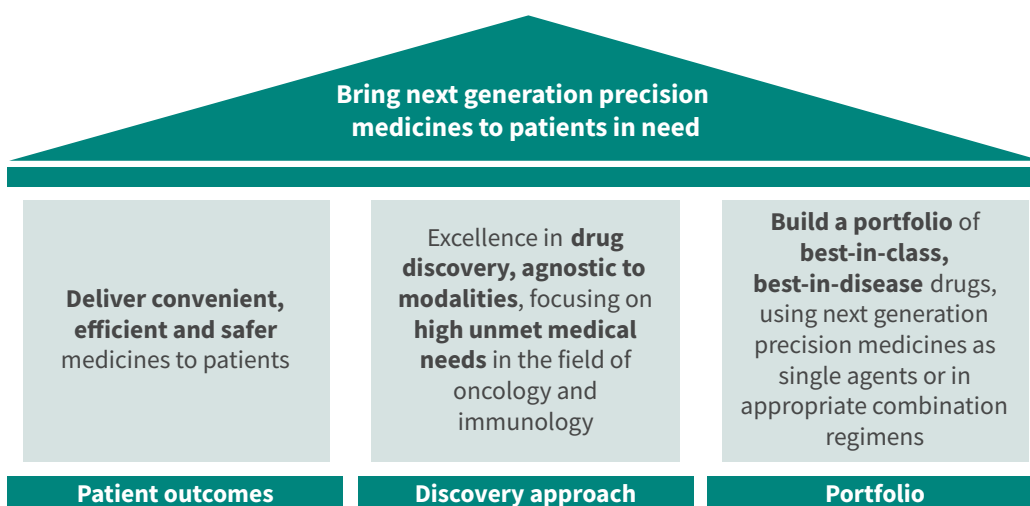 Bring next generation precision
medicines to patients in need
Deliver convenient,
efficient and safer
medicines to patients
Excellence in drug
discovery, agnostic to
modalities, focusing on
high unmet medical
needs in the field of
oncology and
immunology
Build a portfolio of
best-in-class,
best-in-disease drugs,
using next generation
precision medicines as
single agents or in
appropriate combination
regimens
Patient outcomes
Discovery approach
Portfolio